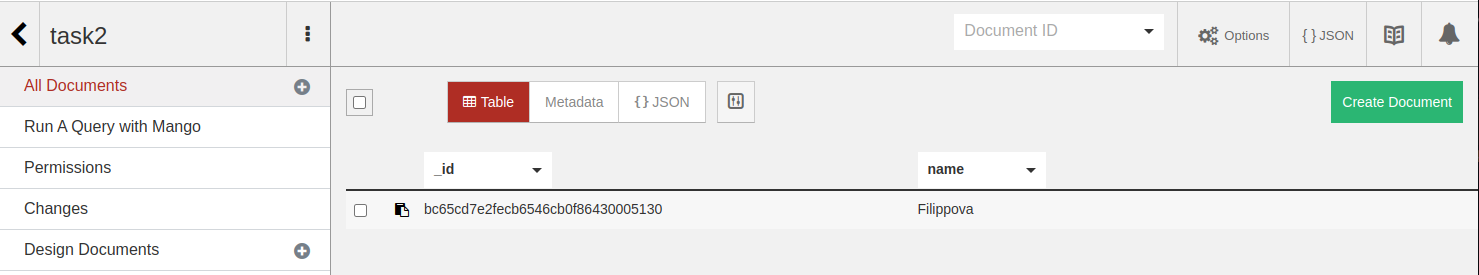 task2
Document ID
Options
{ } JSON
All Documents
Table
Metadata
{ } JSON
Create Document
Run A Query with Mango
Permissions
_id
name
Changes
bc65cd7e2fecb6546cb0f86430005130
Filippova
Design Documents